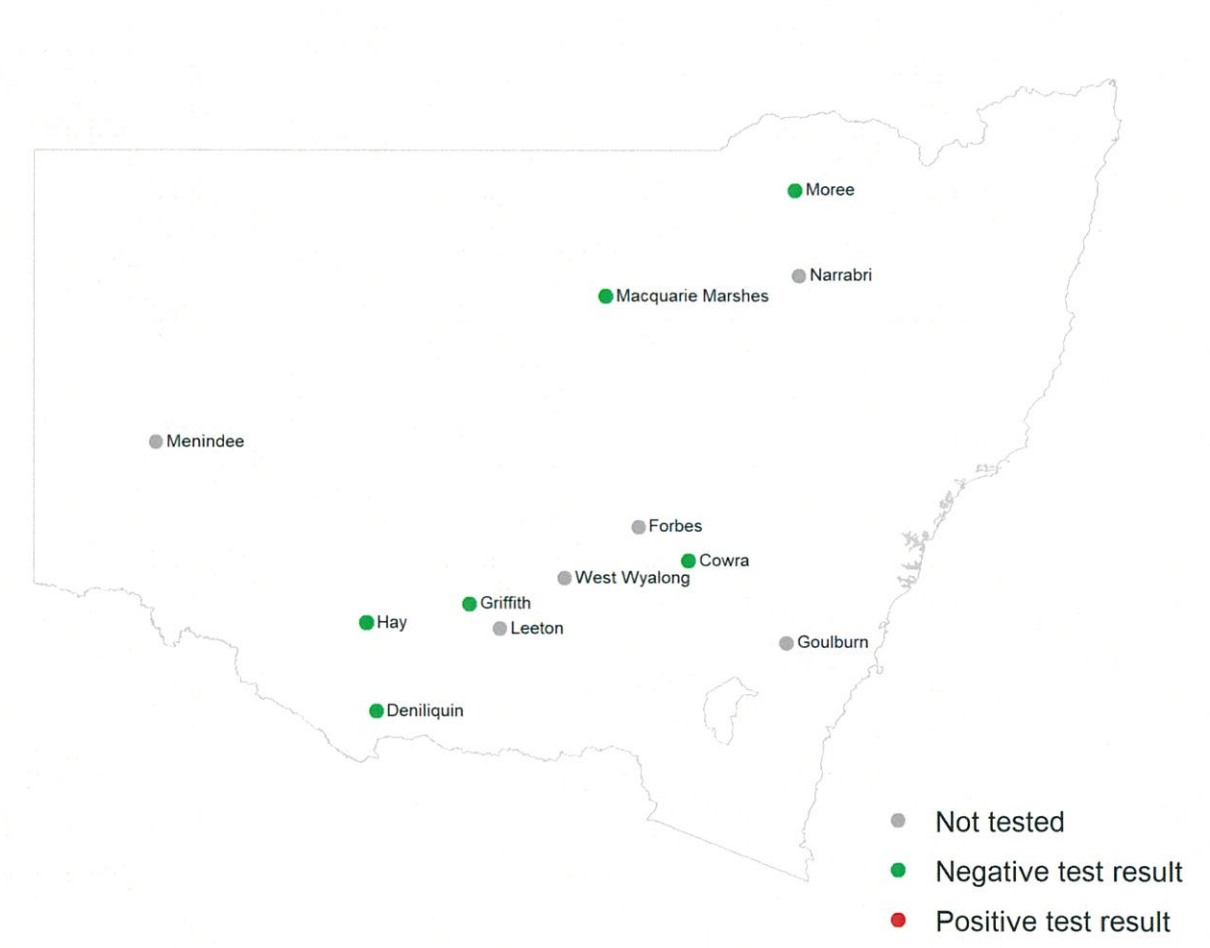 Moree
Narrabri
Macquarie Marshes
Menindee
Forbes
Cowra
West Wyalong
Griffith
Hay
Leeton
Goulburn
Deniliquin
Not tested
Negative test result
Positive test result